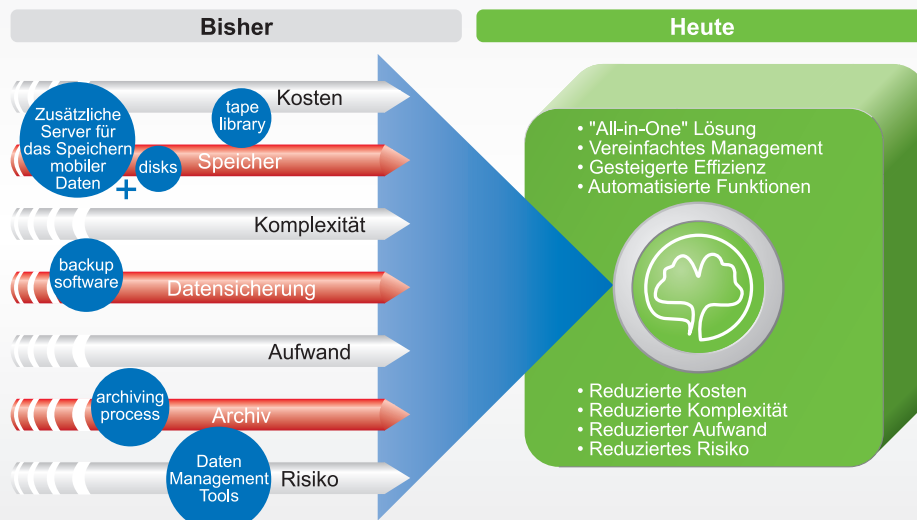 Bisher
Heute
Kosten
tape
library
Zusätzliche
Server für
das Speichern
mobiler
Daten
+
disks
Speicher
Komplexität
backup
software
Datensicherung
Aufwand
archiving
process
Archiv
Daten
Management
Tools
Risiko
• "All-in-One" Lösung
• Vereinfachtes Management
• Gesteigerte Effizienz
• Automatisierte Funktionen
• Reduzierte Kosten
• Reduzierte Komplexität
• Reduzierter Aufwand
• Reduziertes Risiko